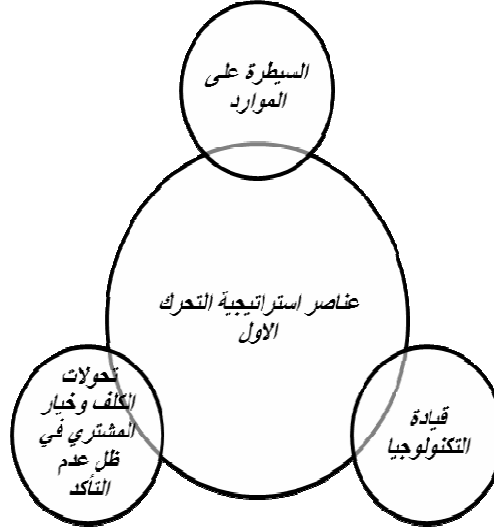 السيطرة على
الموارد
عناصر استراتيجية التحرك
الاول
تحولات
الكلف وخيار
المشتري في
ظل عدم
التأكد
قيادة
التكنولوجيا